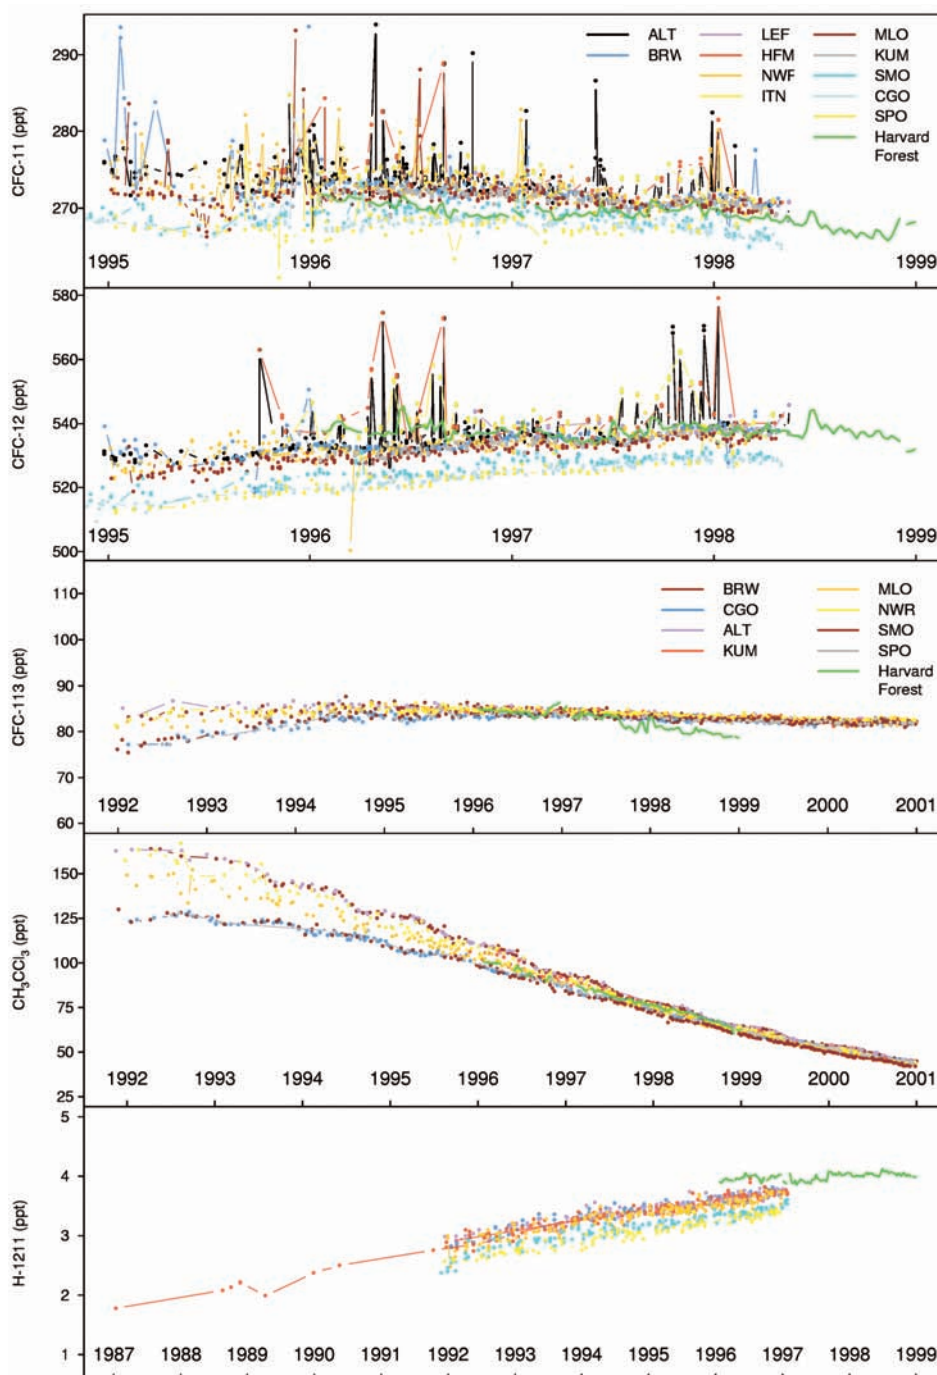 CFC-11 (ppt)
290
280
270
ALT
BRW
LEF
HFM
NWR
ITN
MLO
KUM
SMO
CGO
SPO
Harvard
Forest
1995 1996 1997 1998 1999
CFC-12 (ppt)
580
560
540
520
500
1995 1996 1997 1998 1999
CFC-113 (ppt)
110
100
90
80
70
60
BRW
CGO
ALT
KUM
MLO
NWR
SMO
SPO
Harvard
Forest
1992 1993 1994 1995 1996 1997 1998 1999 2000 2001
CH₃CCl₃ (ppt)
150
125
100
75
50
25
1992 1993 1994 1995 1996 1997 1998 1999 2000 2001
H-1211 (ppt)
5
4
3
2
1
1987 1988 1989 1990 1991 1992 1993 1994 1995 1996 1997 1998 1999